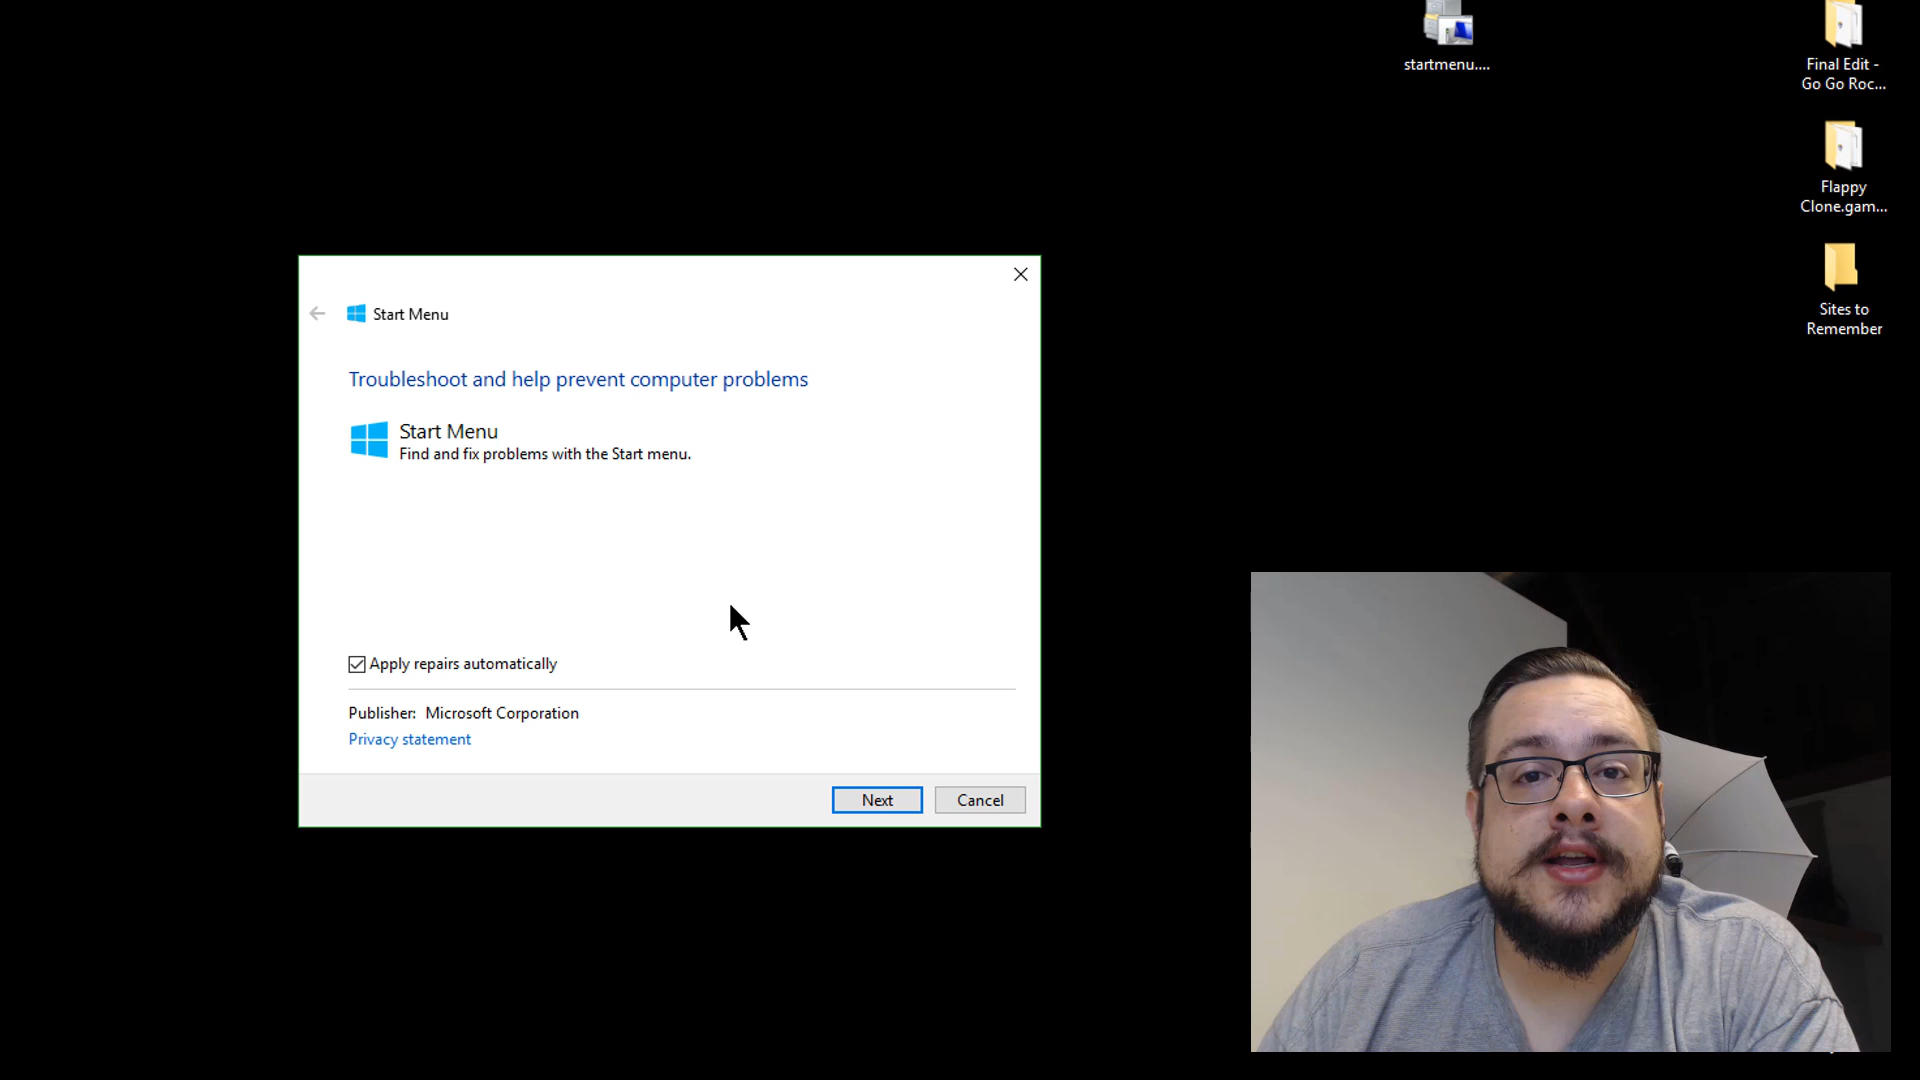 startmenu....
Final Edit -
Go Go Roc...
Flappy
Clone.gam...
Sites to
Remember
Start Menu
Troubleshoot and help prevent computer problems
Start Menu
Find and fix problems with the Start menu.
Apply repairs automatically
Publisher: Microsoft Corporation
Privacy statement
Next
Cancel